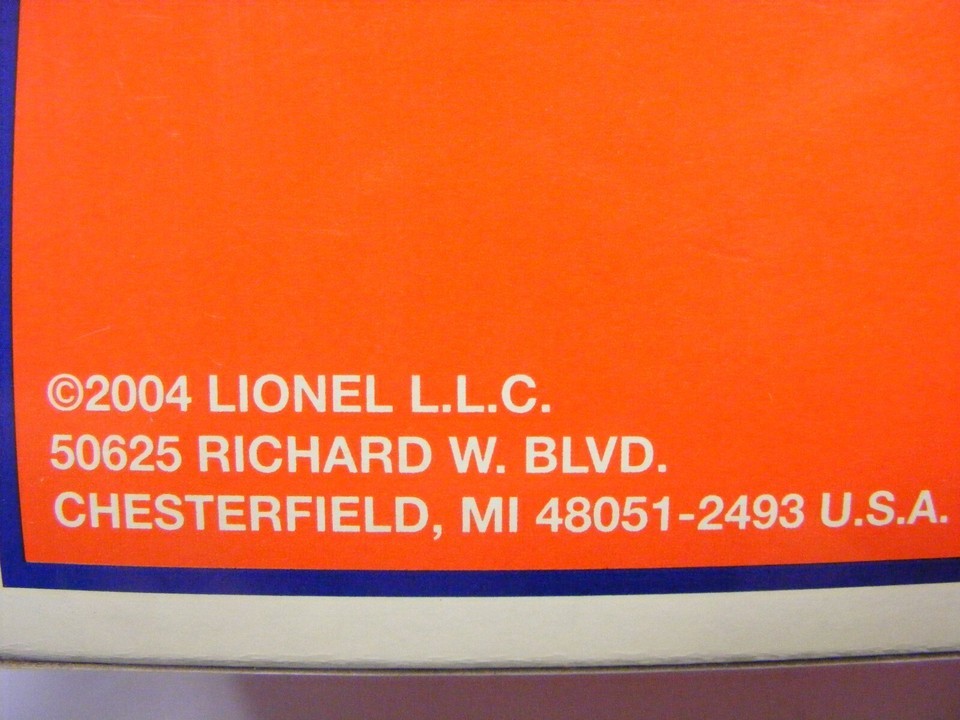 ©2004 LIONEL L.L.C.
50625 RICHARD W. BLVD.
CHESTERFIELD, MI 48051-2493 U.S.A.